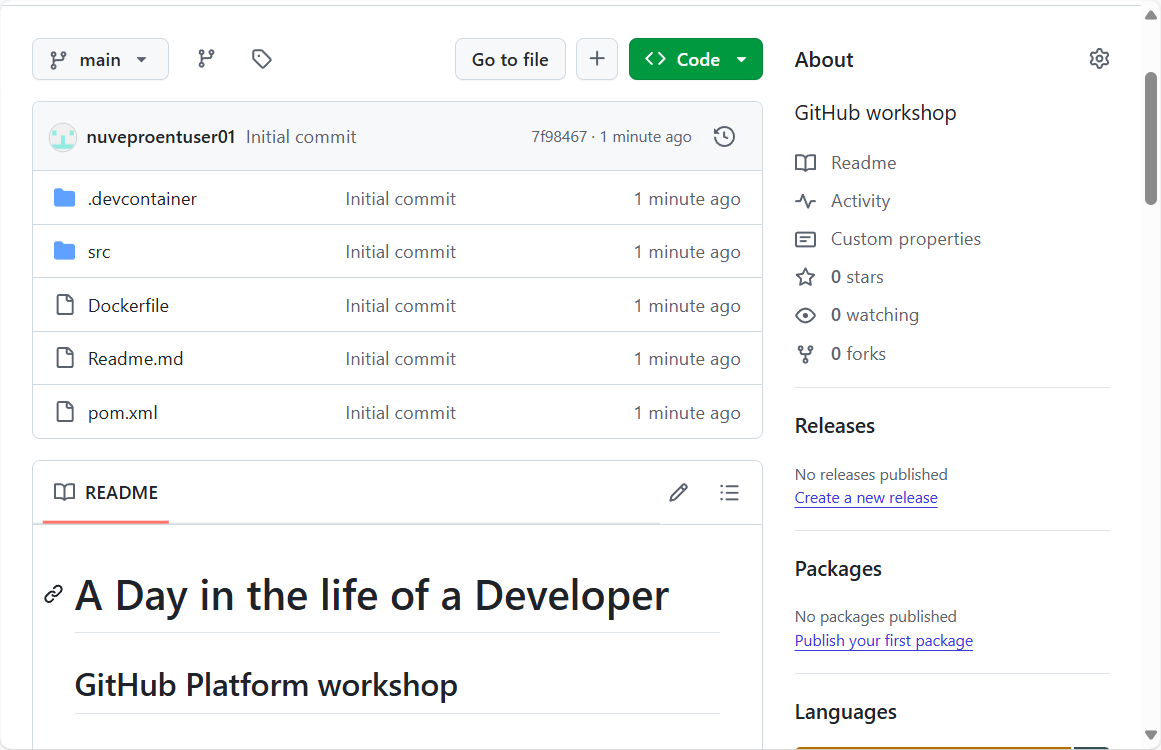 main
Go to file
Code
nuveproentuser01 Initial commit 7f98467 · 1 minute ago
.devcontainer Initial commit 1 minute ago
src Initial commit 1 minute ago
Dockerfile Initial commit 1 minute ago
Readme.md Initial commit 1 minute ago
pom.xml Initial commit 1 minute ago
README
A Day in the life of a Developer
GitHub Platform workshop
About
GitHub workshop
Readme
Activity
Custom properties
0 stars
0 watching
0 forks
Releases
No releases published
Create a new release
Packages
No packages published
Publish your first package
Languages